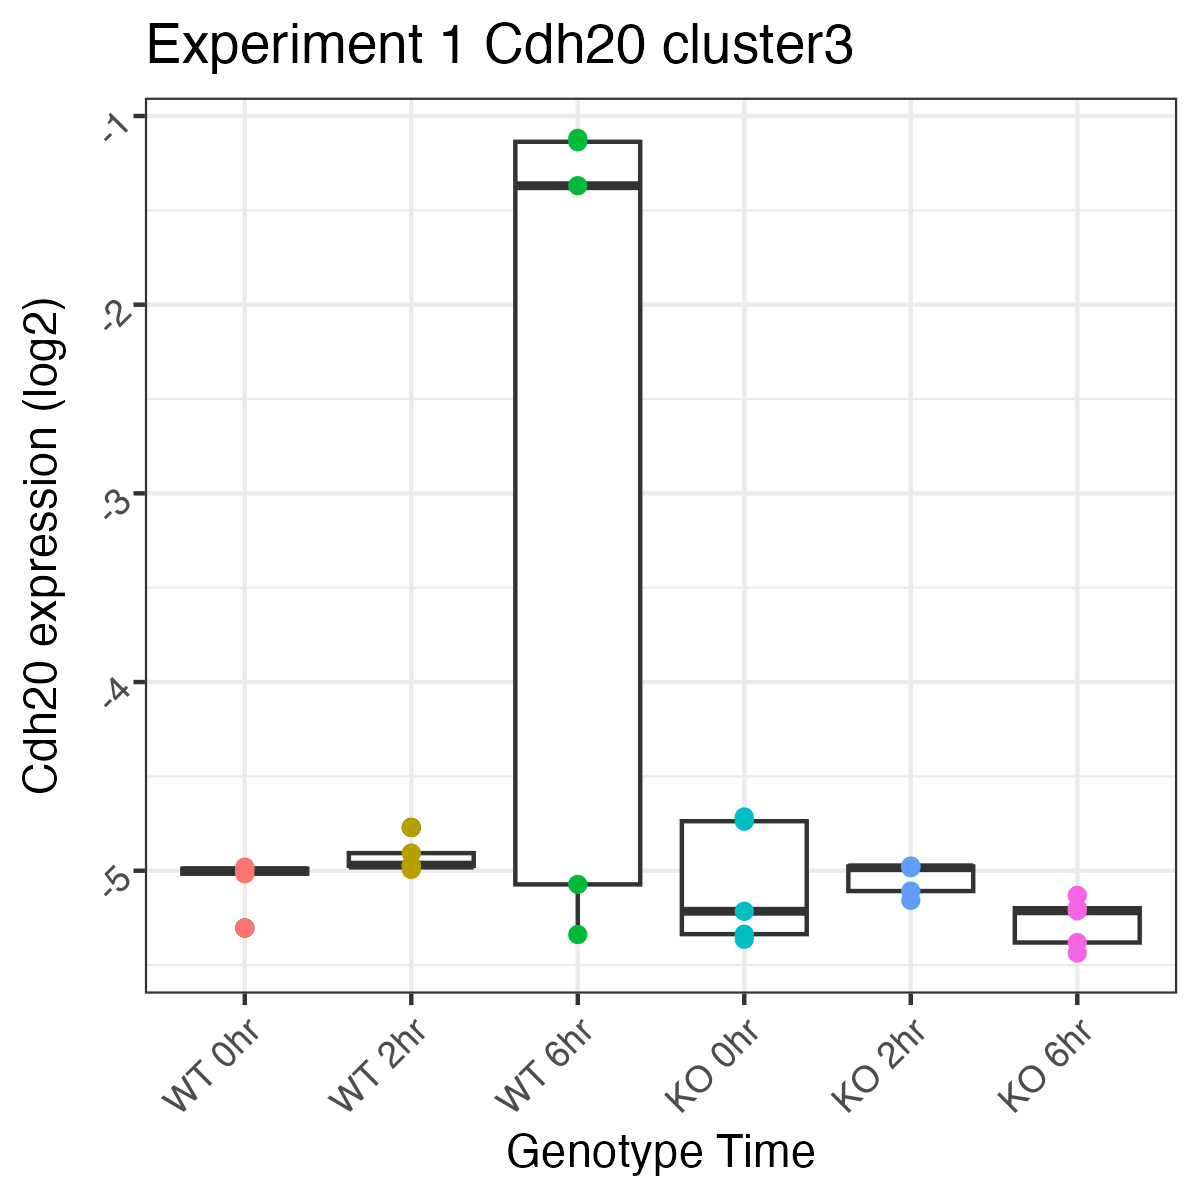 Experiment 1 Cdh20 cluster3
Cdh20 expression (log2)
-1
-2
-3
-4
-5
WT 0hr
WT 2hr
WT 6hr
KO 0hr
KO 2hr
KO 6hr
Genotype Time